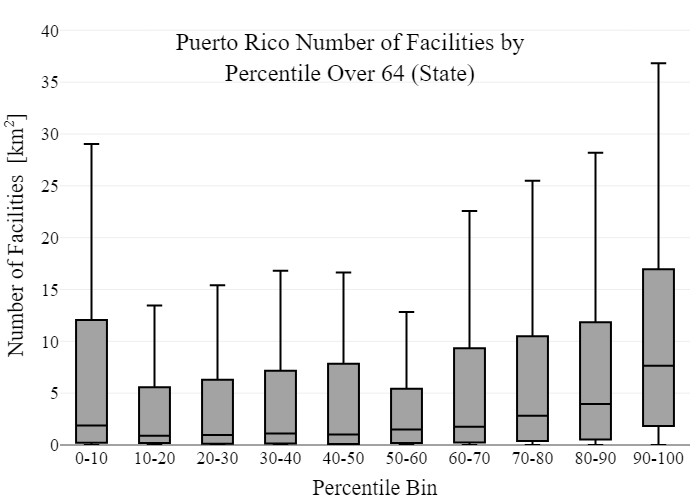 Puerto Rico Number of Facilities by
Percentile Over 64 (State)
Number of Facilities [km²]
40
35
30
25
20
15
10
5
0
0-10 10-20 20-30 30-40 40-50 50-60 60-70 70-80 80-90 90-100
Percentile Bin